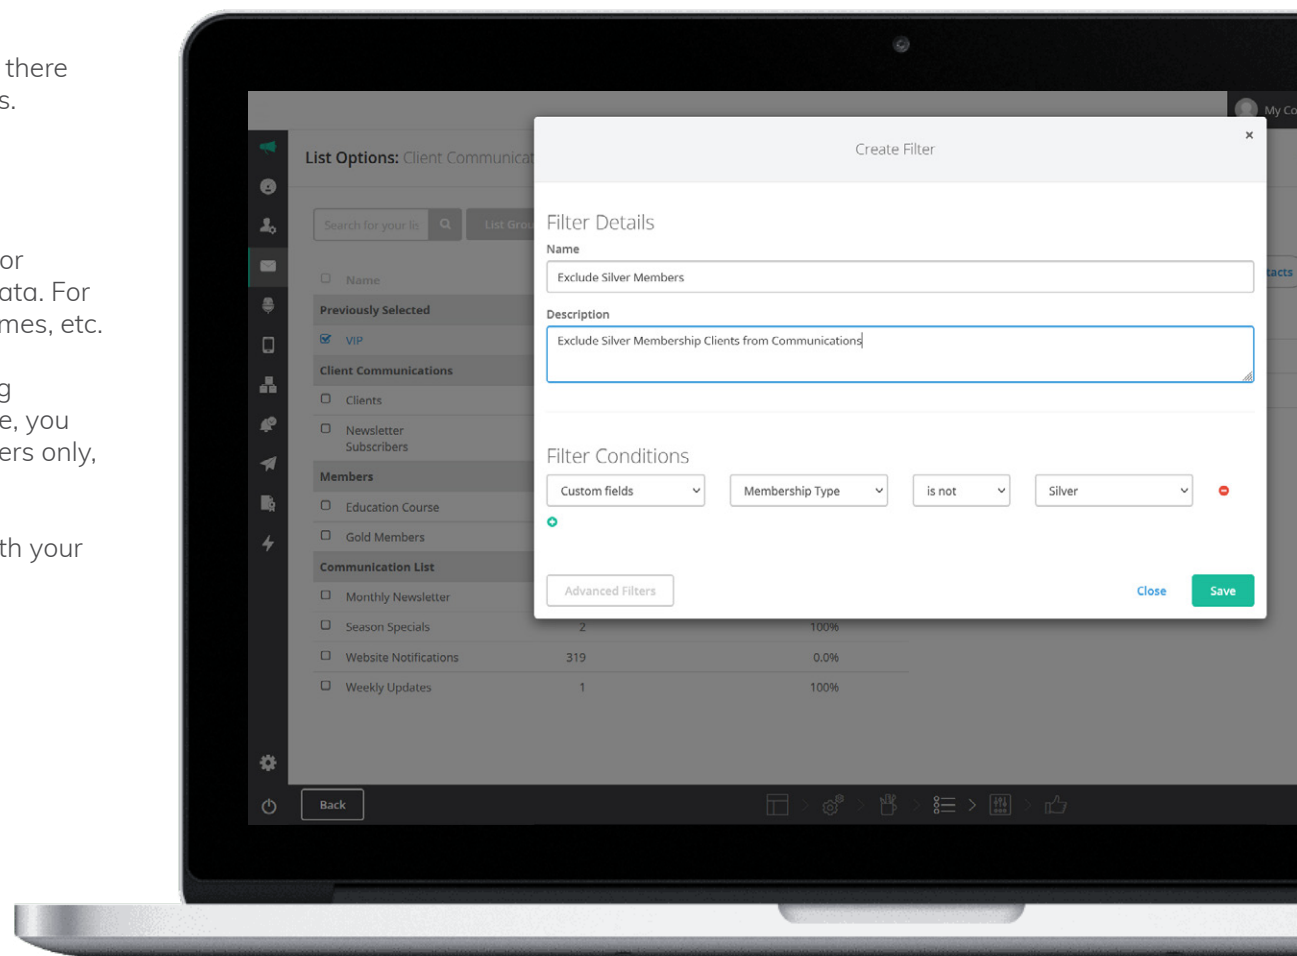 there
s.
or
ata. For
mes, etc.
g
e, you
ers only,
th your
My Co
List Options: Client Communicat
Search for your lis
List Grou
Name
Previously Selected
VIP
Client Communications
Clients
Newsletter
Subscribers
Members
Education Course
Gold Members
Communication List
Monthly Newsletter
Season Specials 2 100%
Website Notifications 319 0.0%
Weekly Updates 1 100%
Back
tacts
Create Filter
×
Filter Details
Name
Exclude Silver Members
Description
Exclude Silver Membership Clients from Communications
Filter Conditions
Custom fields Membership Type is not Silver
Advanced Filters Close Save